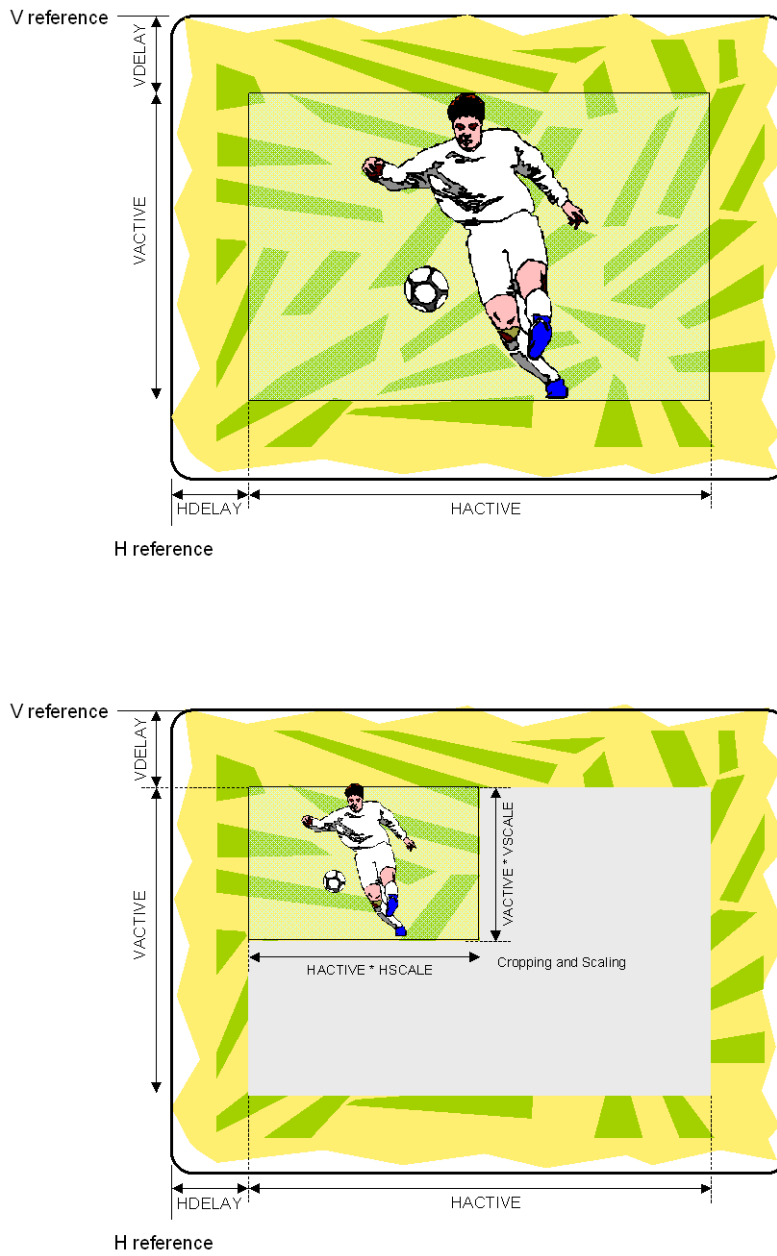 V reference
VDELAY
VACTIVE
HDELAY
HACTIVE
H reference
V reference
VDELAY
VACTIVE
VACTIVE * VSCALE
HACTIVE * HSCALE
Cropping and Scaling
HDELAY
HACTIVE
H reference